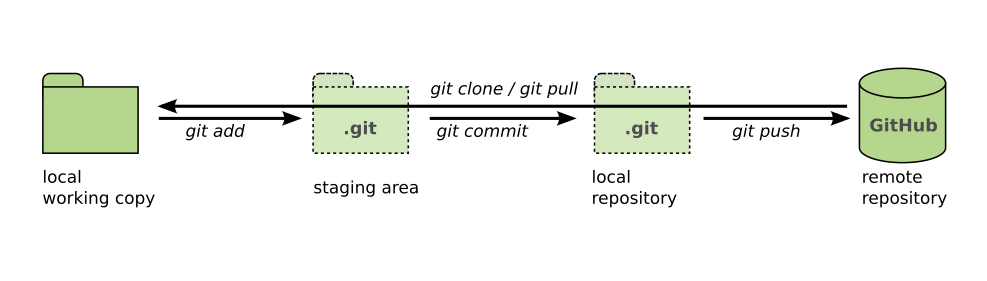 git clone / git pull
.git
.git
GitHub
git add
git commit
git push
local
working copy
staging area
local
repository
remote
repository